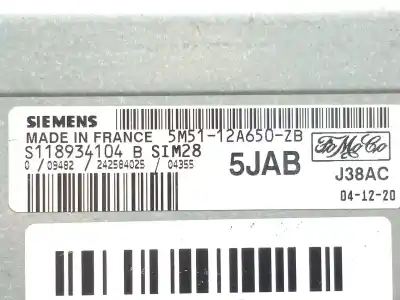 SIEMENS
MADE IN FRANCE 5M51-12A650-ZB
S118934104 B SIM28
0 / 09482 / 242584025 / 04355
5JAB
FoMoCo
J38AC
04-12-20